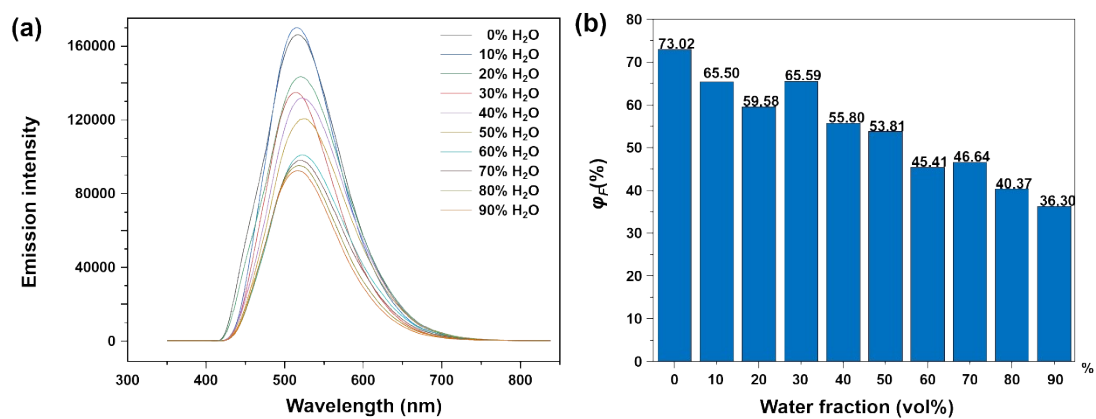 (a)
Emission intensity
160000
120000
80000
40000
0
300 400 500 600 700 800
Wavelength (nm)
0% H₂O
10% H₂O
20% H₂O
30% H₂O
40% H₂O
50% H₂O
60% H₂O
70% H₂O
80% H₂O
90% H₂O
(b)
φF(%)
80
70
60
50
40
30
20
10
0
73.02
65.50
59.58
65.59
55.80
53.81
45.41
46.64
40.37
36.30
0 10 20 30 40 50 60 70 80 90 %
Water fraction (vol%)